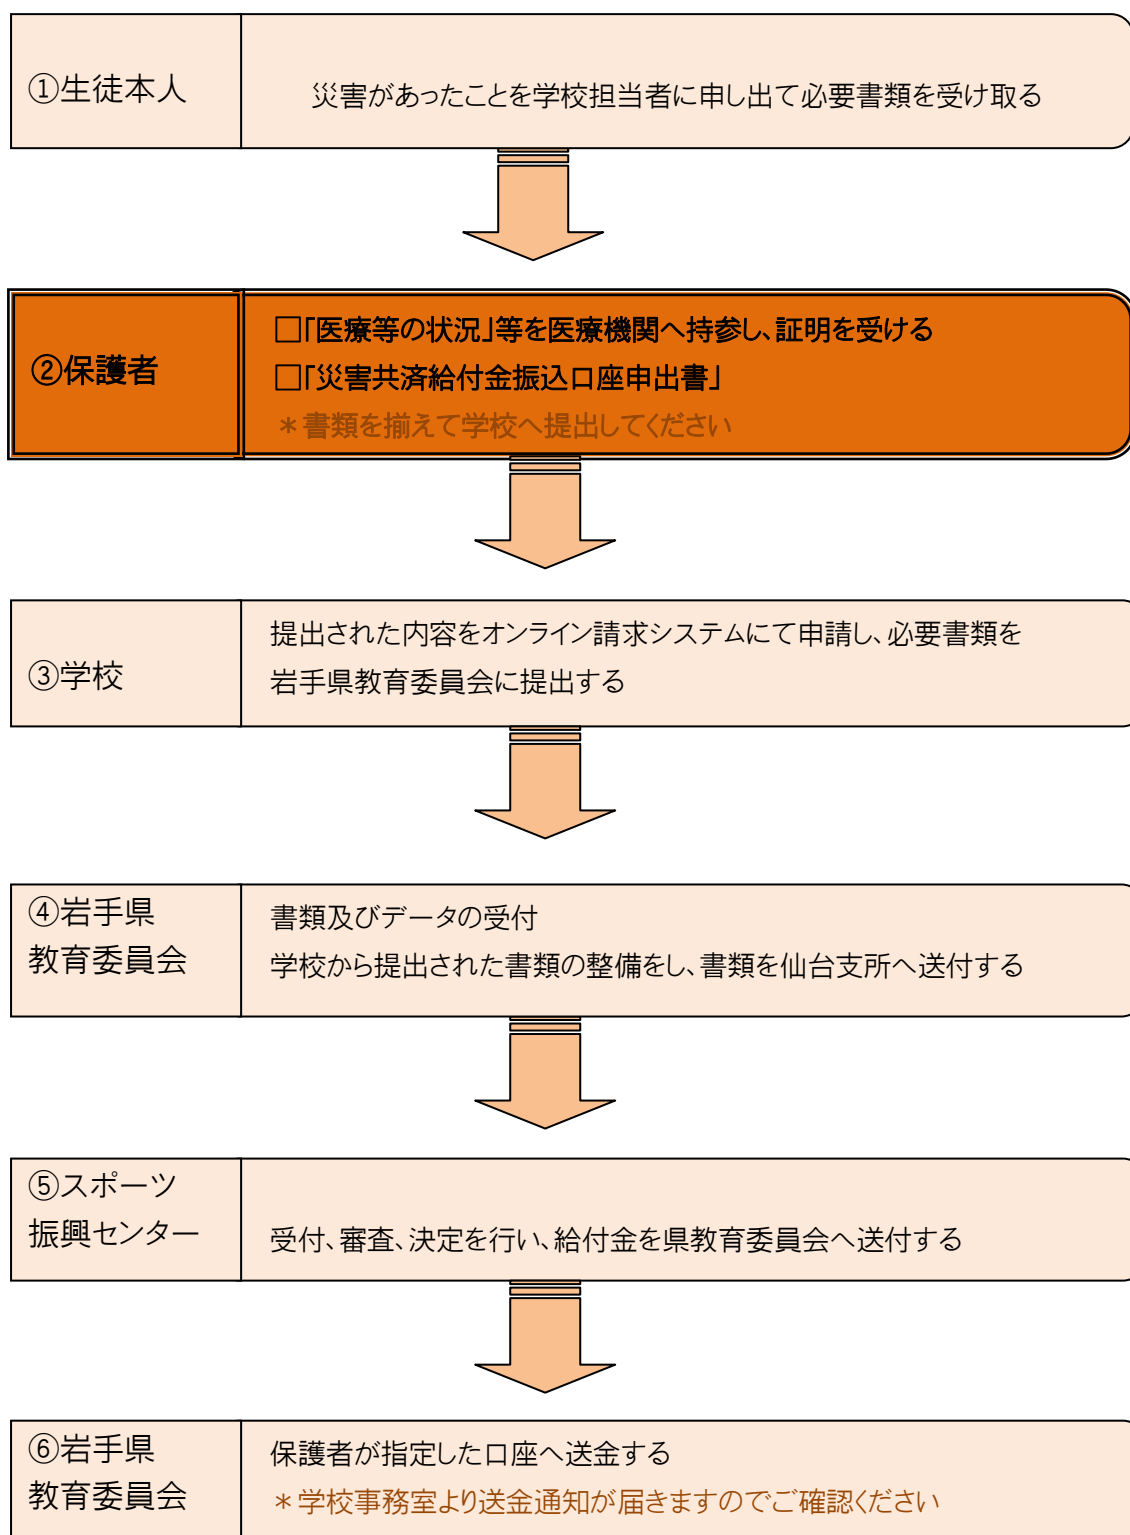 ①生徒本人
災害があったことを学校担当者に申し出て必要書類を受け取る
②保護者
□「医療等の状況」等を医療機関へ持参し、証明を受ける
□「災害共済給付金振込口座申出書」
＊書類を揃えて学校へ提出してください
③学校
提出された内容をオンライン請求システムにて申請し、必要書類を
岩手県教育委員会に提出する
④岩手県
教育委員会
書類及びデータの受付
学校から提出された書類の整備をし、書類を仙台支所へ送付する
⑤スポーツ
振興センター
受付、審査、決定を行い、給付金を県教育委員会へ送付する
⑥岩手県
教育委員会
保護者が指定した口座へ送金する
＊学校事務室より送金通知が届きますのでご確認ください